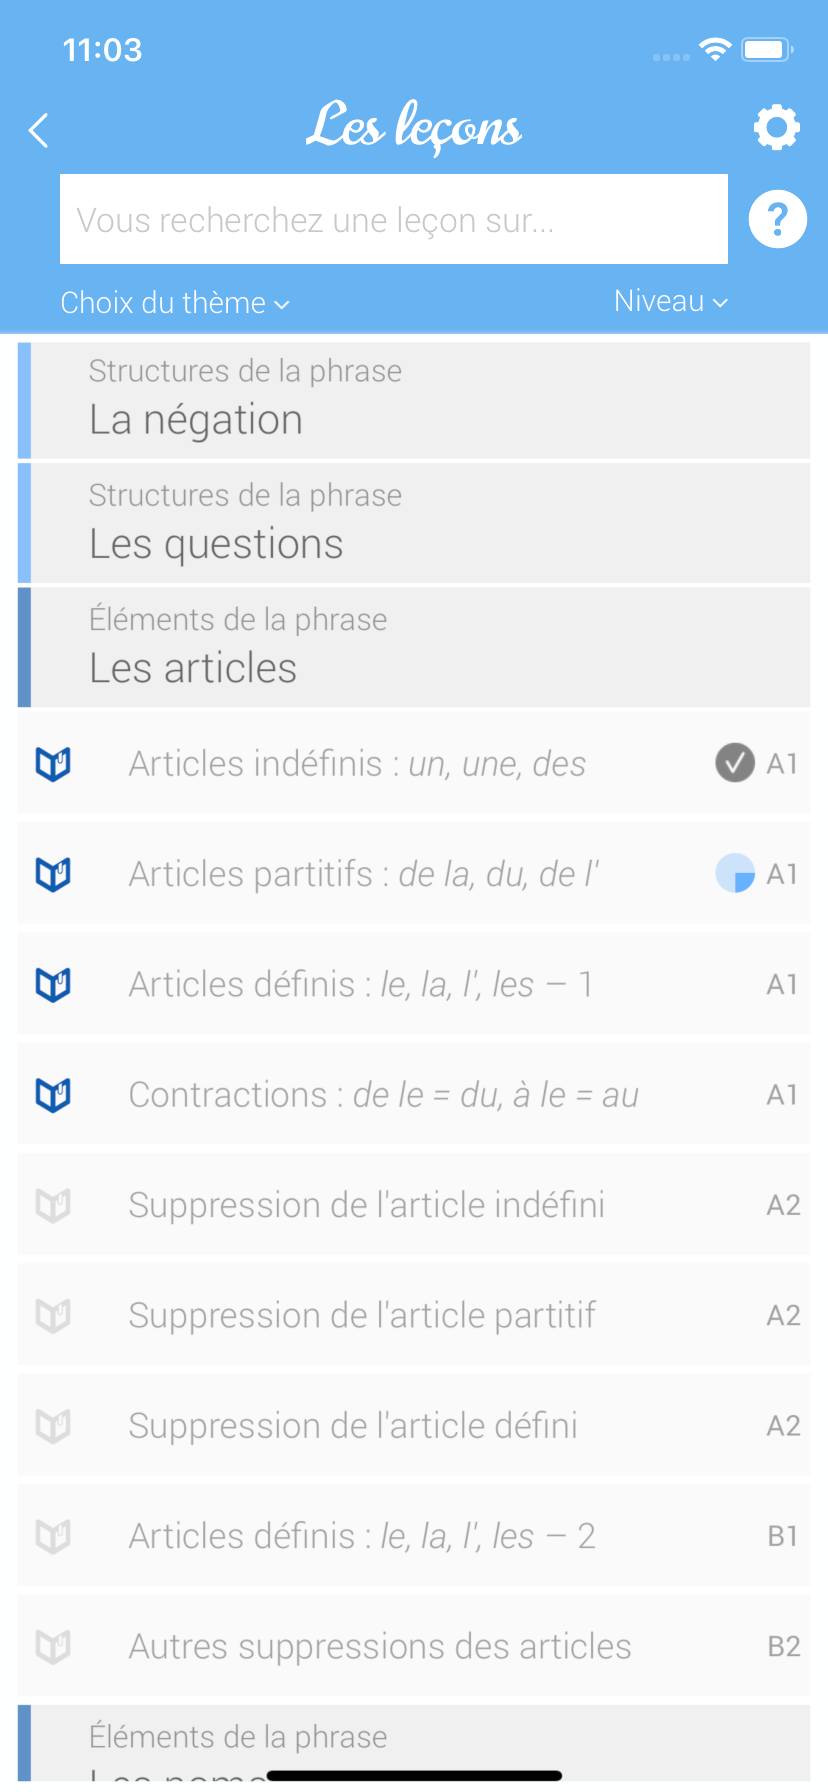 11:03
Les leçons
Vous recherchez une leçon sur...
?
Choix du thème
Niveau
Structures de la phrase
La négation
Structures de la phrase
Les questions
Éléments de la phrase
Les articles
Articles indéfinis : un, une, des A1
Articles partitifs : de la, du, de l' A1
Articles définis : le, la, l', les – 1 A1
Contractions : de le = du, à le = au A1
Suppression de l'article indéfini A2
Suppression de l'article partitif A2
Suppression de l'article défini A2
Articles définis : le, la, l', les – 2 B1
Autres suppressions des articles B2
Éléments de la phrase
Les noms